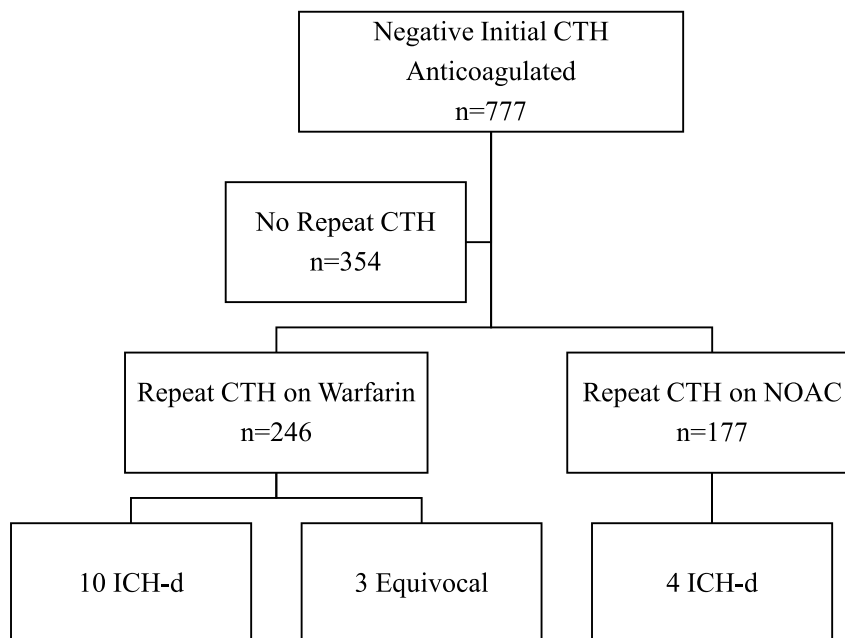 Negative Initial CTH
Anticoagulated
n=777
No Repeat CTH
n=354
Repeat CTH on Warfarin
n=246
Repeat CTH on NOAC
n=177
10 ICH-d
3 Equivocal
4 ICH-d